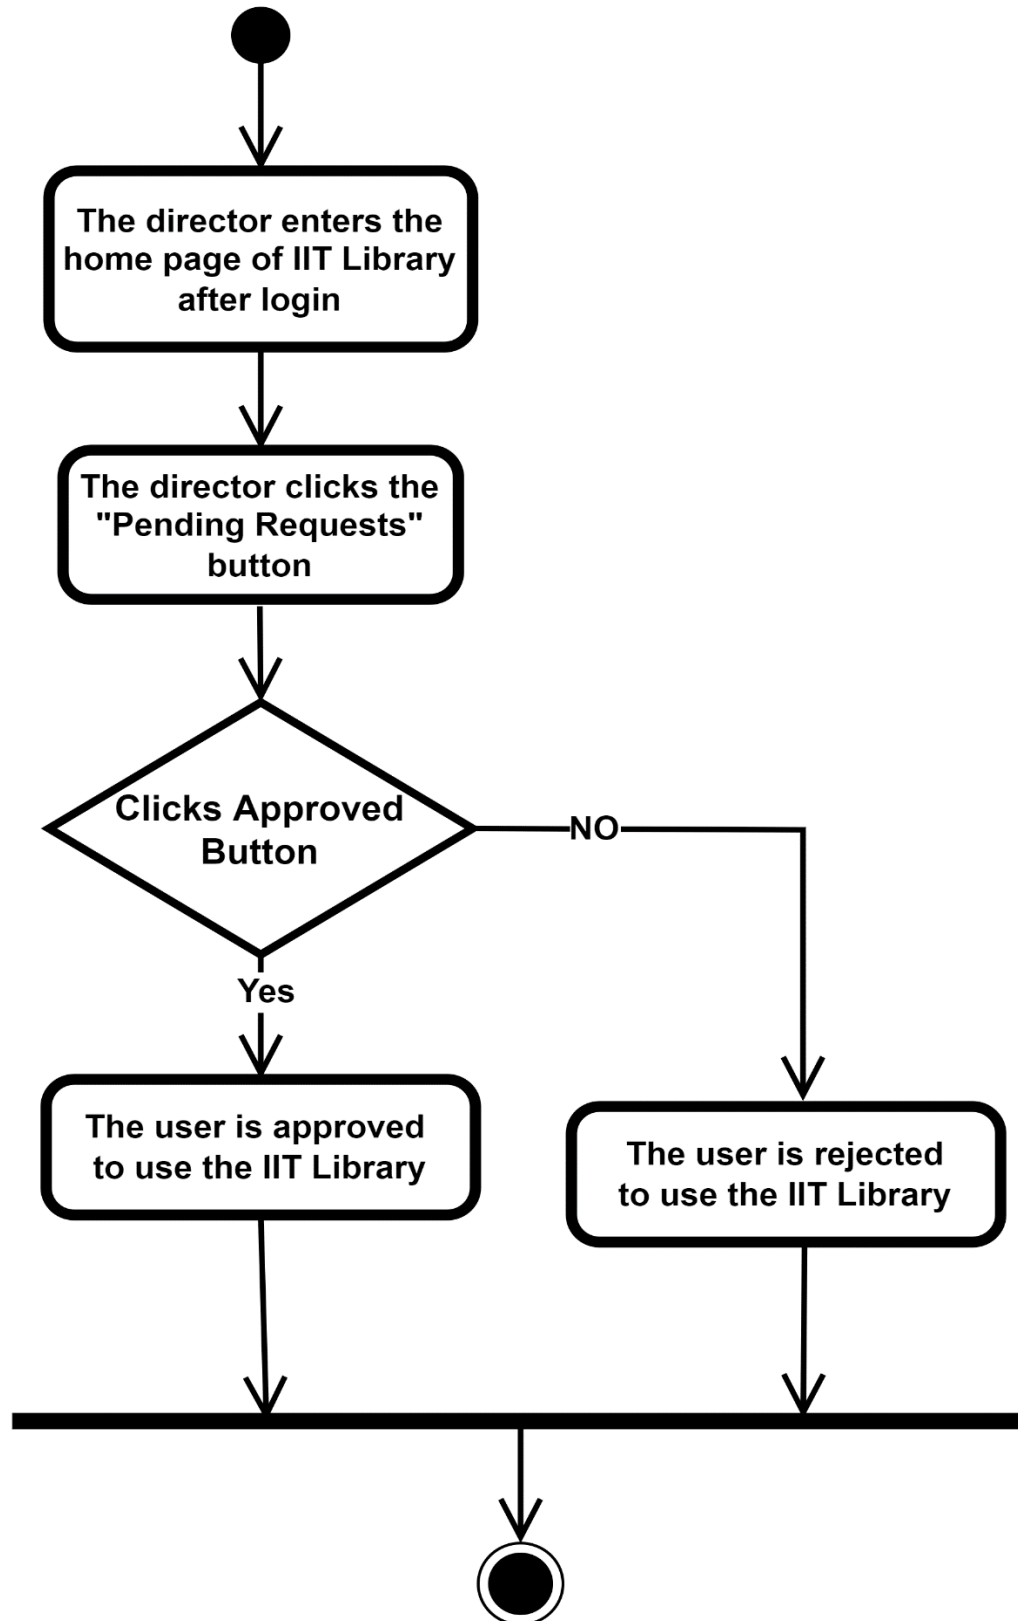 The director enters the
home page of IIT Library
after login
The director clicks the
"Pending Requests"
button
Clicks Approved
Button
NO
Yes
The user is approved
to use the IIT Library
The user is rejected
to use the IIT Library